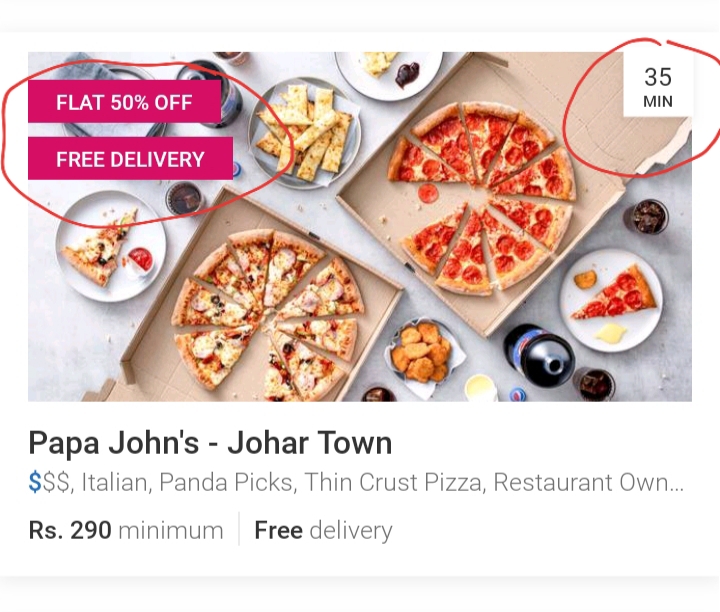 FLAT 50% OFF
FREE DELIVERY
35
MIN
Papa John's - Johar Town
$$$, Italian, Panda Picks, Thin Crust Pizza, Restaurant Own...
Rs. 290 minimum
Free delivery